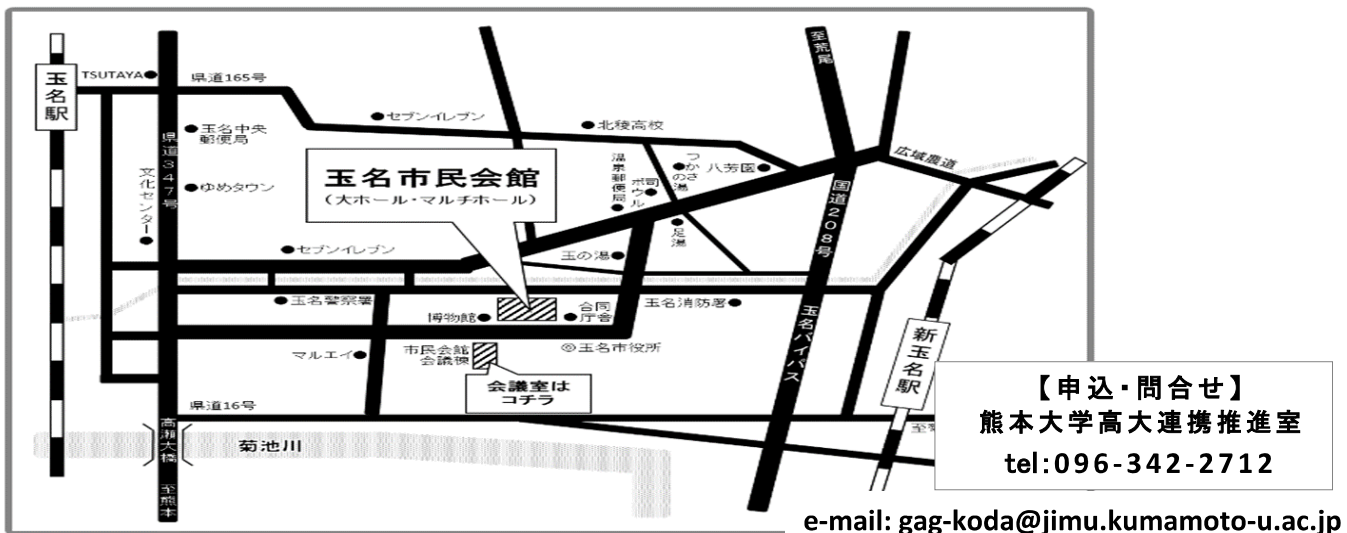 玉名駅
TSUTAYA
県道165号
セブンイレブン
北稜高校
至荒尾
広域農道
玉名中央
郵便局
県道347号
文化センター
ゆめタウン
玉名市民会館
(大ホール・マルチホール)
温泉郵便局
司
ボウル
つかさ
の湯
八芳園
足湯
国道208号
セブンイレブン
玉の湯
玉名警察署
博物館
合同
庁舎
玉名消防署
マルエイ
市民会館
会議棟
玉名市役所
会議室は
コチラ
玉名バイパス
新玉名駅
県道16号
高瀬大橋
至熊本
菊池川
【申込・問合せ】
熊本大学高大連携推進室
tel:096-342-2712
e-mail: gag-koda@jimu.kumamoto-u.ac.jp